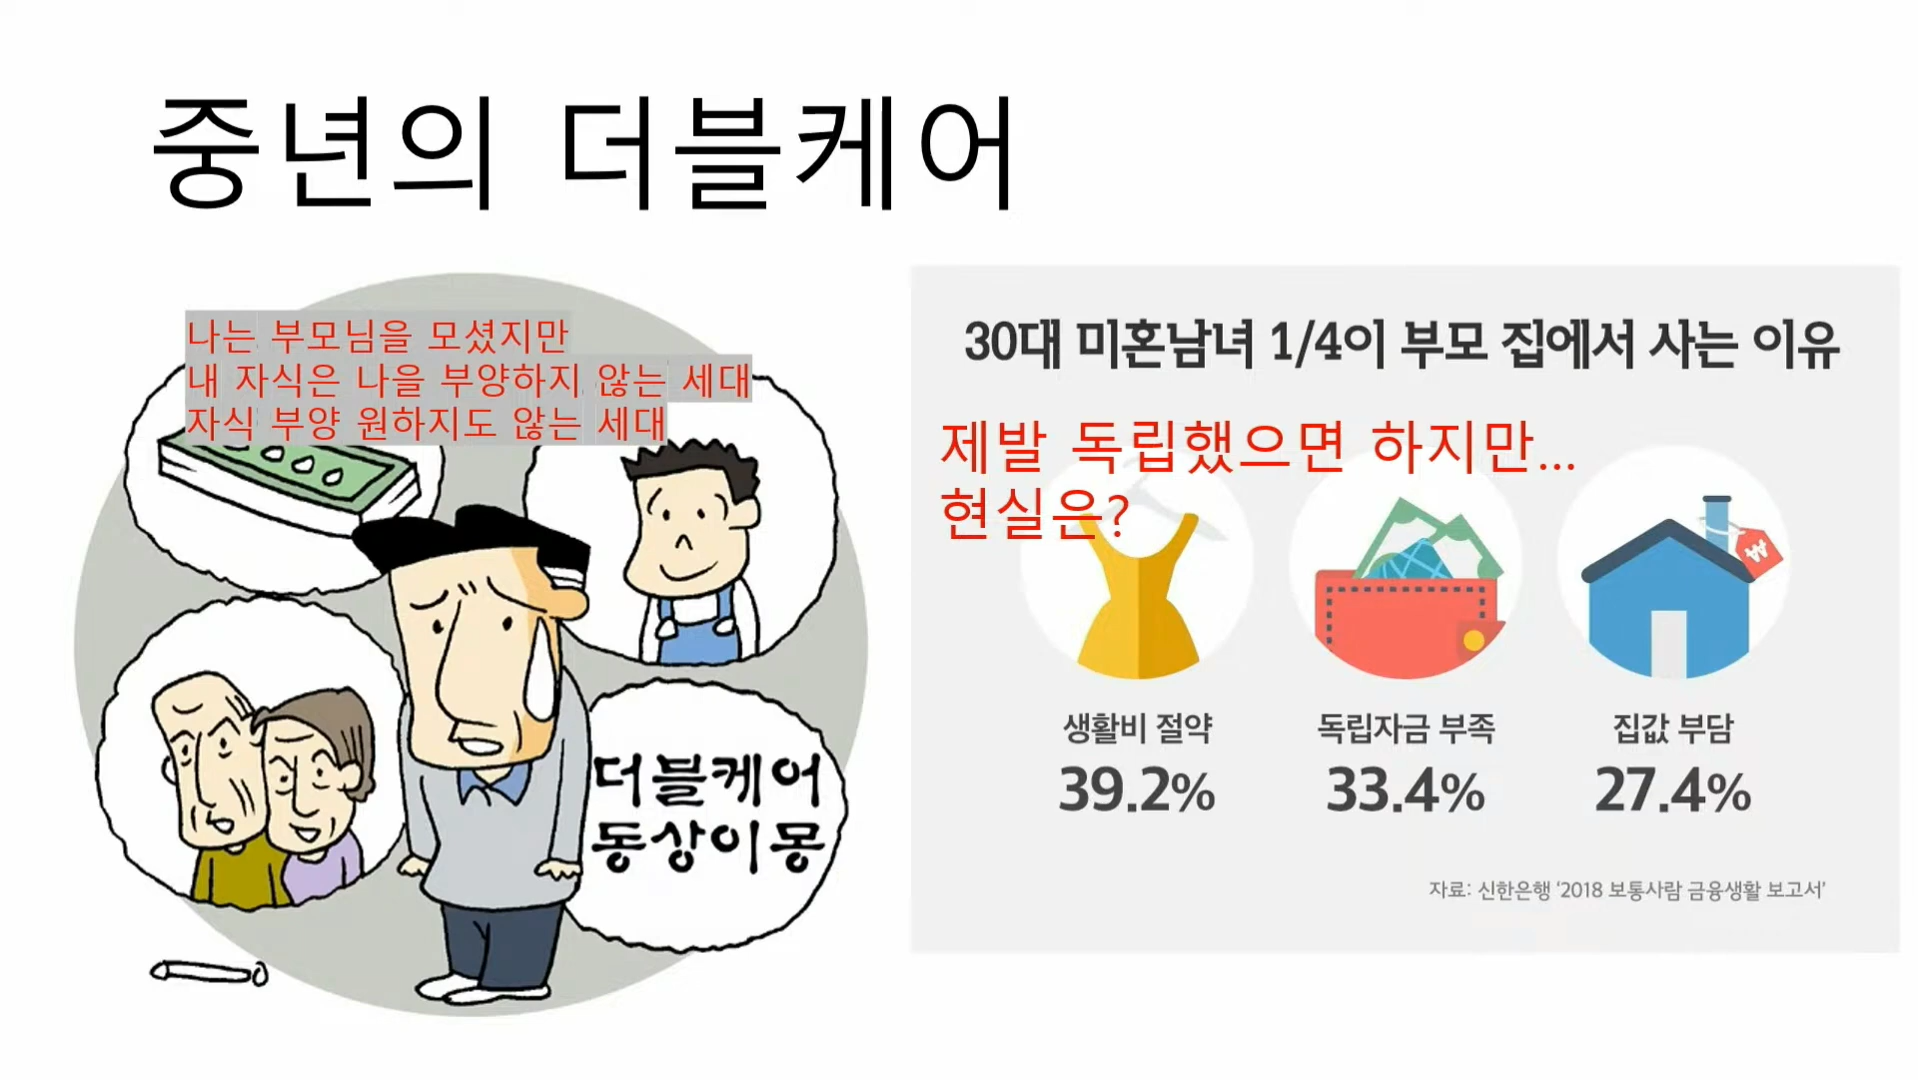 중년의 더블케어
나는 부모님을 모셨지만
내 자식은 나을 부양하지 않는 세대
자식 부양 원하지도 않는 세대
더블케어
동상이몽
30대 미혼남녀 1/4이 부모 집에서 사는 이유
제발 독립했으면 하지만...
현실은?
생활비 절약
39.2%
독립자금 부족
33.4%
집값 부담
27.4%
자료: 신한은행 '2018 보통사람 금융생활 보고서'